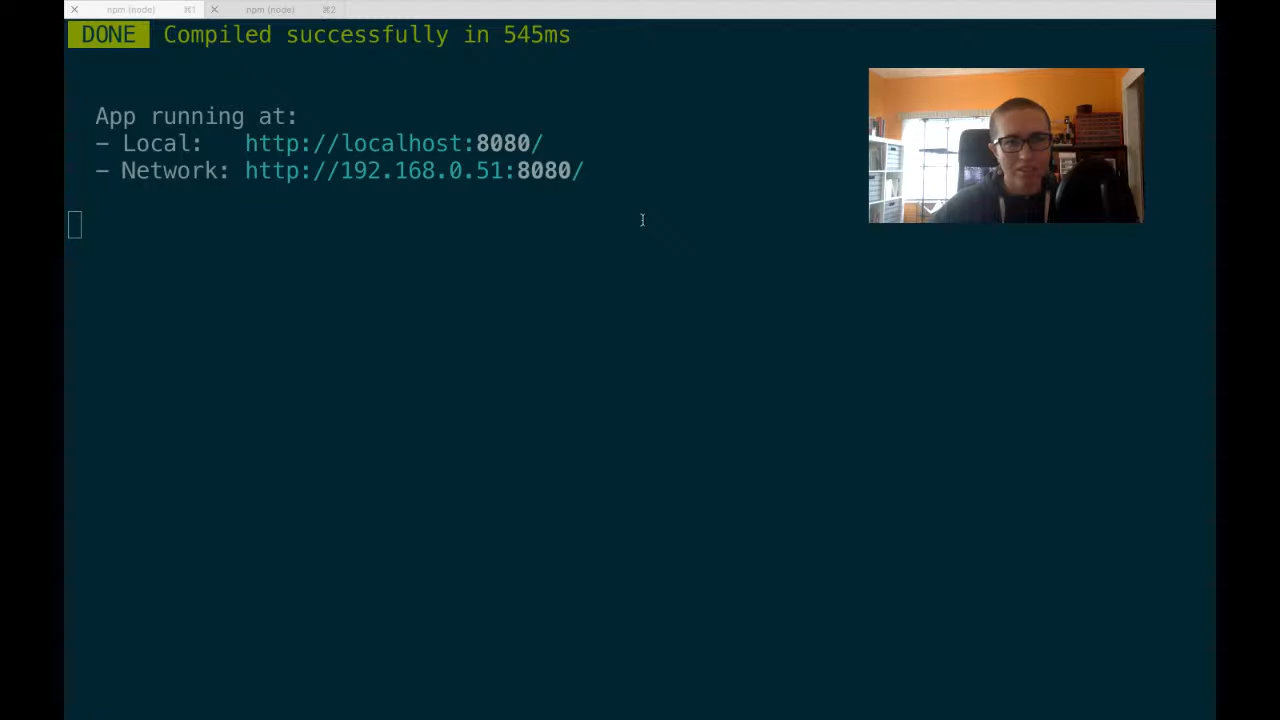 npm (node) ⌘1 npm (node) ⌘2
DONE Compiled successfully in 545ms
App running at:
- Local: http://localhost:8080/
- Network: http://192.168.0.51:8080/